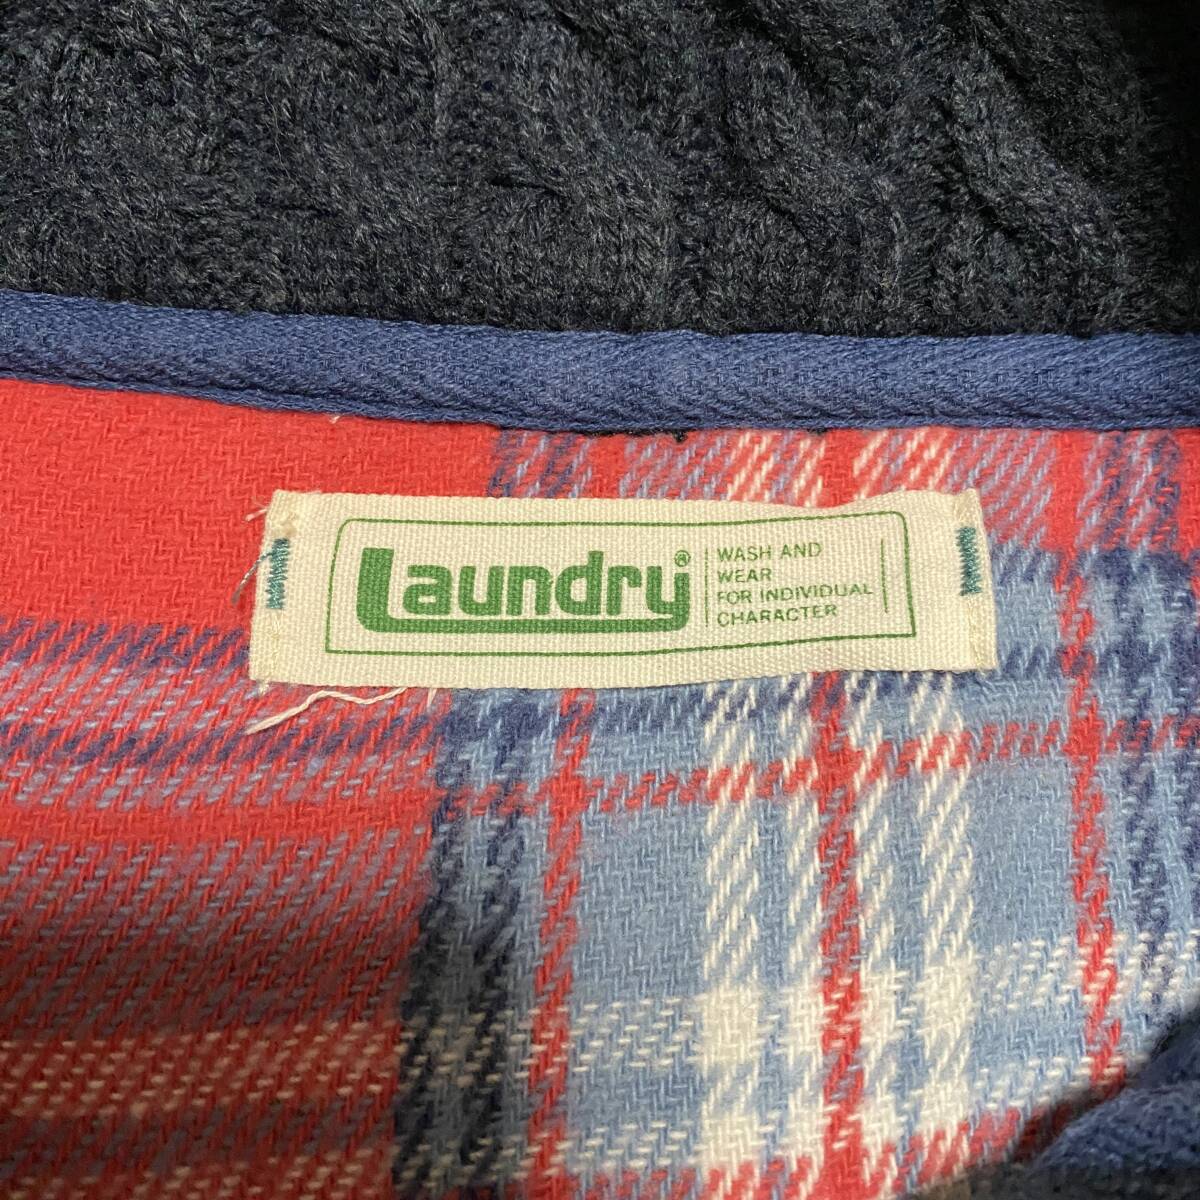 Laundry®
WASH AND
WEAR
FOR INDIVIDUAL
CHARACTER